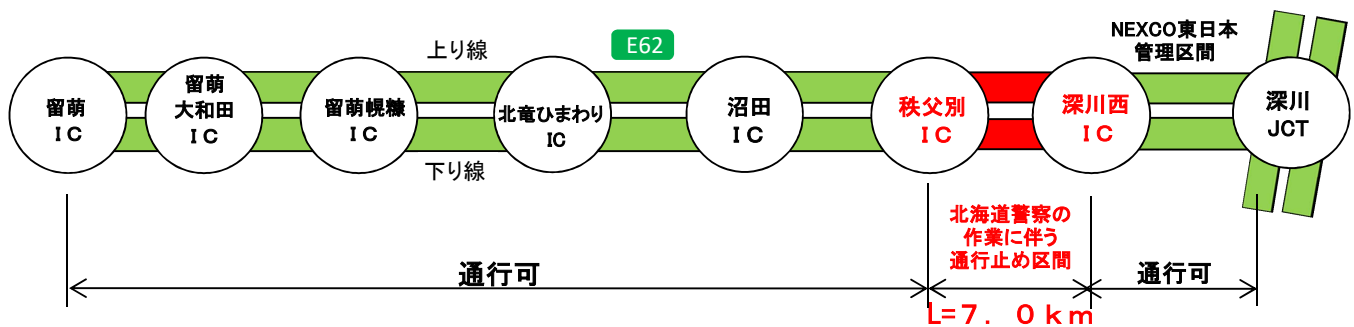 上り線
E62
NEXCO東日本
管理区間
留萌
ＩＣ
留萌
大和田
ＩＣ
留萌幌糠
ＩＣ
北竜ひまわり
IC
沼田
ＩＣ
秩父別
ＩＣ
深川西
ＩＣ
深川
JCT
下り線
北海道警察の
作業に伴う
通行止め区間
通行可
通行可
L=７．０ｋｍ